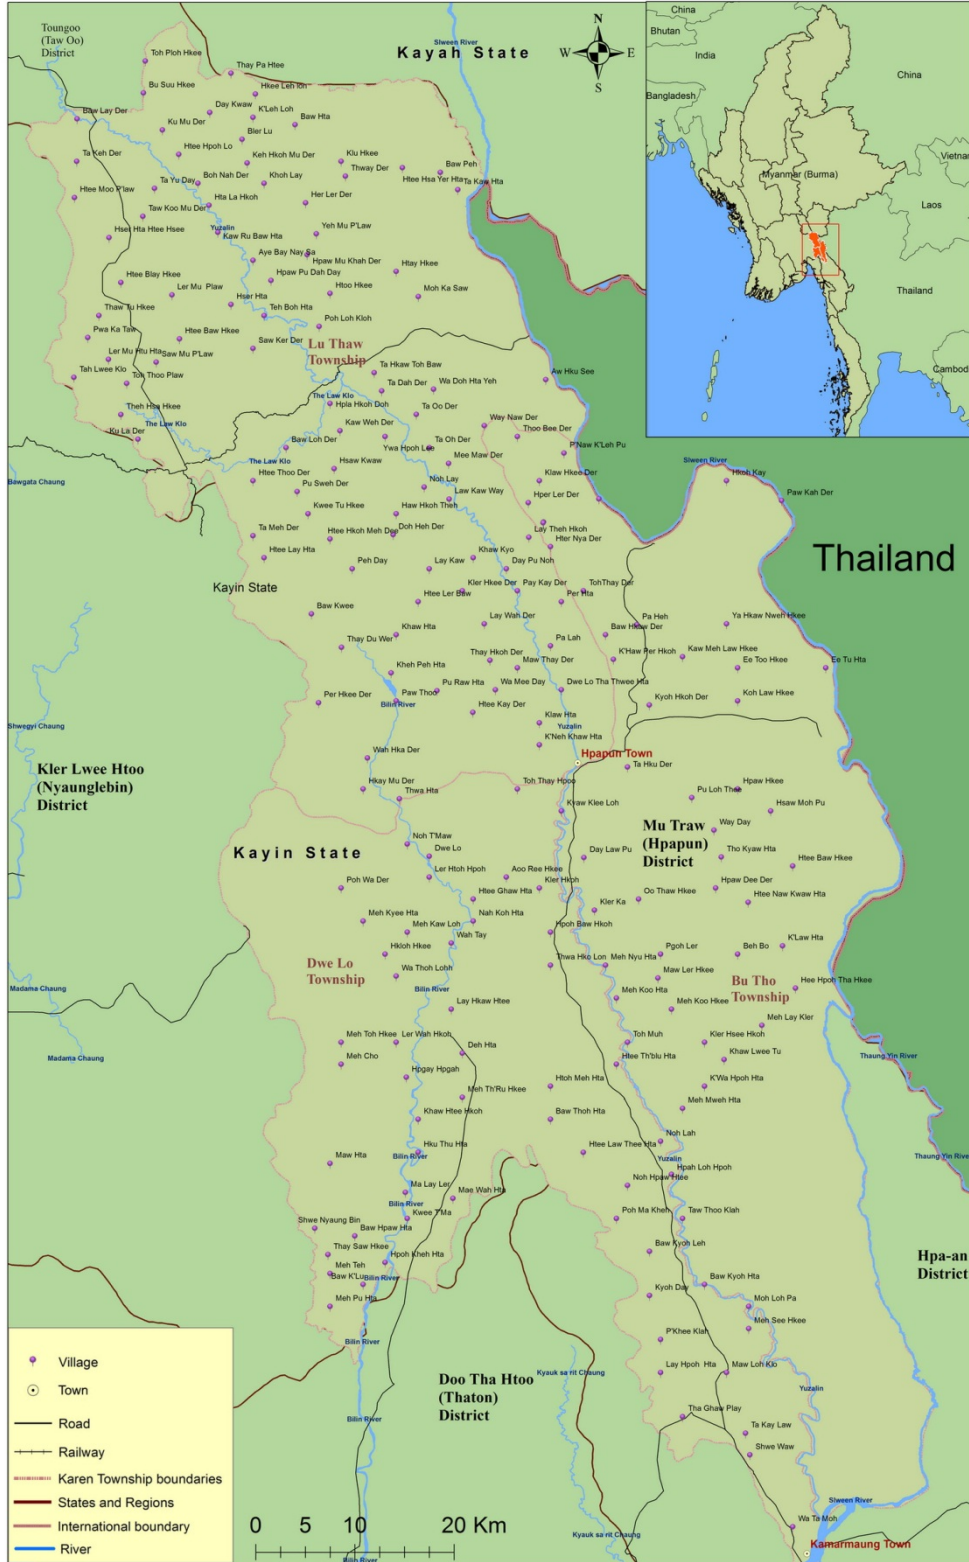 Toungoo
(Taw Oo)
District
Kayah State
Slween River
N
W
E
S
China
Bhutan
India
China
Bangladesh
Myanmar (Burma)
Vietnam
Laos
Thailand
Cambod
Toh Ploh Hkee
Thay Pa Htee
Bu Suu Hkee
Hkee Leh Ioh
Day Kwaw
K'Leh Loh
Baw Lay Der
Ku Mu Der
Baw Hta
Bler Lu
Htee Hpoh Lo
Ta Keh Der
Keh Hkoh Mu Der
Klu Hkee
Thway Der
Baw Peh
Htee Hsa Yer Hta
Ta Kaw Hta
Htee Moo P'law
Ta Yu Day
Boh Nah Der
Khoh Lay
Hta La Hkoh
Her Ler Der
Taw Koo Mu Der
Hser Hta Htee Hsee
Yuzalin
Kaw Ru Baw Hta
Yeh Mu P'Law
Aye Bay Nay Sa
Hpaw Mu Khah Der
Htee Blay Hkee
Hpaw Pu Dah Day
Htay Hkee
Ler Mu Plaw
Htoo Hkee
Moh Ka Saw
Hser Hta
Thaw Tu Hkee
Teh Boh Hta
Pwa Ka Taw
Htee Baw Hkee
Poh Loh Kloh
Saw Ker Der
Lu Thaw
Township
Ler Mu Htu Hta
Saw Mu P'Law
Tah Lwee Klo
Toh Thoo Plaw
Ta Hkaw Toh Baw
Aw Hku See
Ta Dah Der
Wa Doh Hta Yeh
The Law Klo
Hpla Hkoh Doh
Theh Hsa Hkee
The Law Klo
Ta Oo Der
Ku La Der
Kaw Weh Der
Way Naw Der
Thoo Bee Der
Baw Loh Der
Ywa Hpoh Lee
Ta Oh Der
P'Naw K'Leh Pu
The Law Klo
Hsaw Kwaw
Mee Maw Der
Slween River
Bawgata Chaung
Htee Thoo Der
Pu Sweh Der
Noh Lay
Klaw Hkee Der
Hkoh Kay
Paw Kah Der
Law Kaw Way
Hper Ler Der
Kwee Tu Hkee
Haw Hkoh Theh
Ta Meh Der
Htee Hkoh Meh Der
Doh Heh Der
Lay Theh Hkoh
Hter Nya Der
Htee Lay Hta
Khaw Kyo
Thailand
Peh Day
Lay Kaw
Day Pu Noh
Kayin State
Kler Hkee Der
Pay Kay Der
TohThay Der
Htee Ler Baw
Per Hta
Baw Kwee
Lay Wah Der
Pa Heh
Ya Hkaw Nweh Hkee
Khaw Hta
Baw Hkaw Der
Thay Du Wer
Pa Lah
K'Haw Per Hkoh
Kaw Meh Law Hkee
Thay Hkoh Der
Maw Thay Der
Ee Too Hkee
Ee Tu Hta
Kheh Peh Hta
Pu Raw Hta
Wa Mee Day
Dwe Lo Tha Thwee Hta
Per Hkee Der
Paw Thoo
Bilin River
Kyoh Hkoh Der
Koh Law Hkee
Htee Kay Der
Shwegyi Chaung
Klaw Hta
Yuzalin
K'Neh Khaw Hta
Wah Hka Der
Hpapun Town
Kler Lwee Htoo
(Nyaunglebin)
District
Ta Hku Der
Hkay Mu Der
Thwa Hta
Toh Thay Hpoo
Pu Loh Ther
Hpaw Hkee
Kyaw Klee Loh
Hsaw Moh Pu
Mu Traw
(Hpapun)
District
Way Day
Noh T'Maw
Kayin State
Dwe Lo
Day Law Pu
Tho Kyaw Hta
Htee Baw Hkee
Ler Htoh Hpoh
Aoo Rae Hkee
Poh Wa Der
Kler Hkoh
Hpaw Dee Der
Htee Ghaw Hta
Oo Thaw Hkee
Htee Naw Kwaw Hta
Kler Ka
Meh Kyee Hta
Nah Koh Hta
Meh Kaw Loh
Hpoh Baw Hkoh
Wah Tay
K'Law Hta
Hkloh Hkee
Pgoh Ler
Beh Bo
Thwa Hko Lon
Meh Nyu Hta
Dwe Lo
Township
Wa Thoh Lohh
Maw Ler Hkee
Bu Tho
Township
Hee Hpoh Tha Hkee
Madama Chaung
Bilin River
Meh Koo Hta
Lay Hkaw Htee
Meh Koo Hkee
Meh Lay Kler
Meh Toh Hkee
Ler Wah Hkoh
Toh Muh
Kler Hsee Hkoh
Madama Chaung
Deh Hta
Thaung Yin River
Meh Cho
Htee Th'blu Hta
Khaw Lwee Tu
Hpgay Hpgah
Htoh Meh Hta
K'Wa Hpoh Hta
Meh Th'Ru Hkee
Meh Mweh Hta
Khaw Htee Hkoh
Baw Thoh Hta
Noh Lah
Hku Thu Hta
Htee Law Thee Hta
Bilin River
Yuzalin
Thaung Yin River
Maw Hta
Hpah Loh Hpoh
Noh Hpaw Htee
Ma Lay Ler
Mae Wah Hta
Bilin River
Kwee T'Ma
Poh Ma Kheh
Taw Thoo Klah
Shwe Nyaung Bin
Baw Hpaw Hta
Thay Saw Hkee
Baw Kyoh Leh
Hpa-an
District
Hpoh Kheh Hta
Meh Teh
Baw K'Lu
Bilin River
Baw Kyoh Hta
Kyoh Day
Meh Pu Hta
Moh Loh Pa
Meh See Hkee
Bilin River
P'Khee Klah
Doo Tha Htoo
(Thaton)
District
Kyauk sa rit Chaung
Lay Hpoh Hta
Maw Loh Klo
Yuzalin
Bilin River
Tha Ghaw Play
Ta Kay Law
Shwe Waw
Slween River
Wa Ta Moh
Kyauk sa rit Chaung
Kamarmaung Town
Bilin River
Village
Town
Road
Railway
Karen Township boundaries
States and Regions
International boundary
River
0 5 10 20 Km